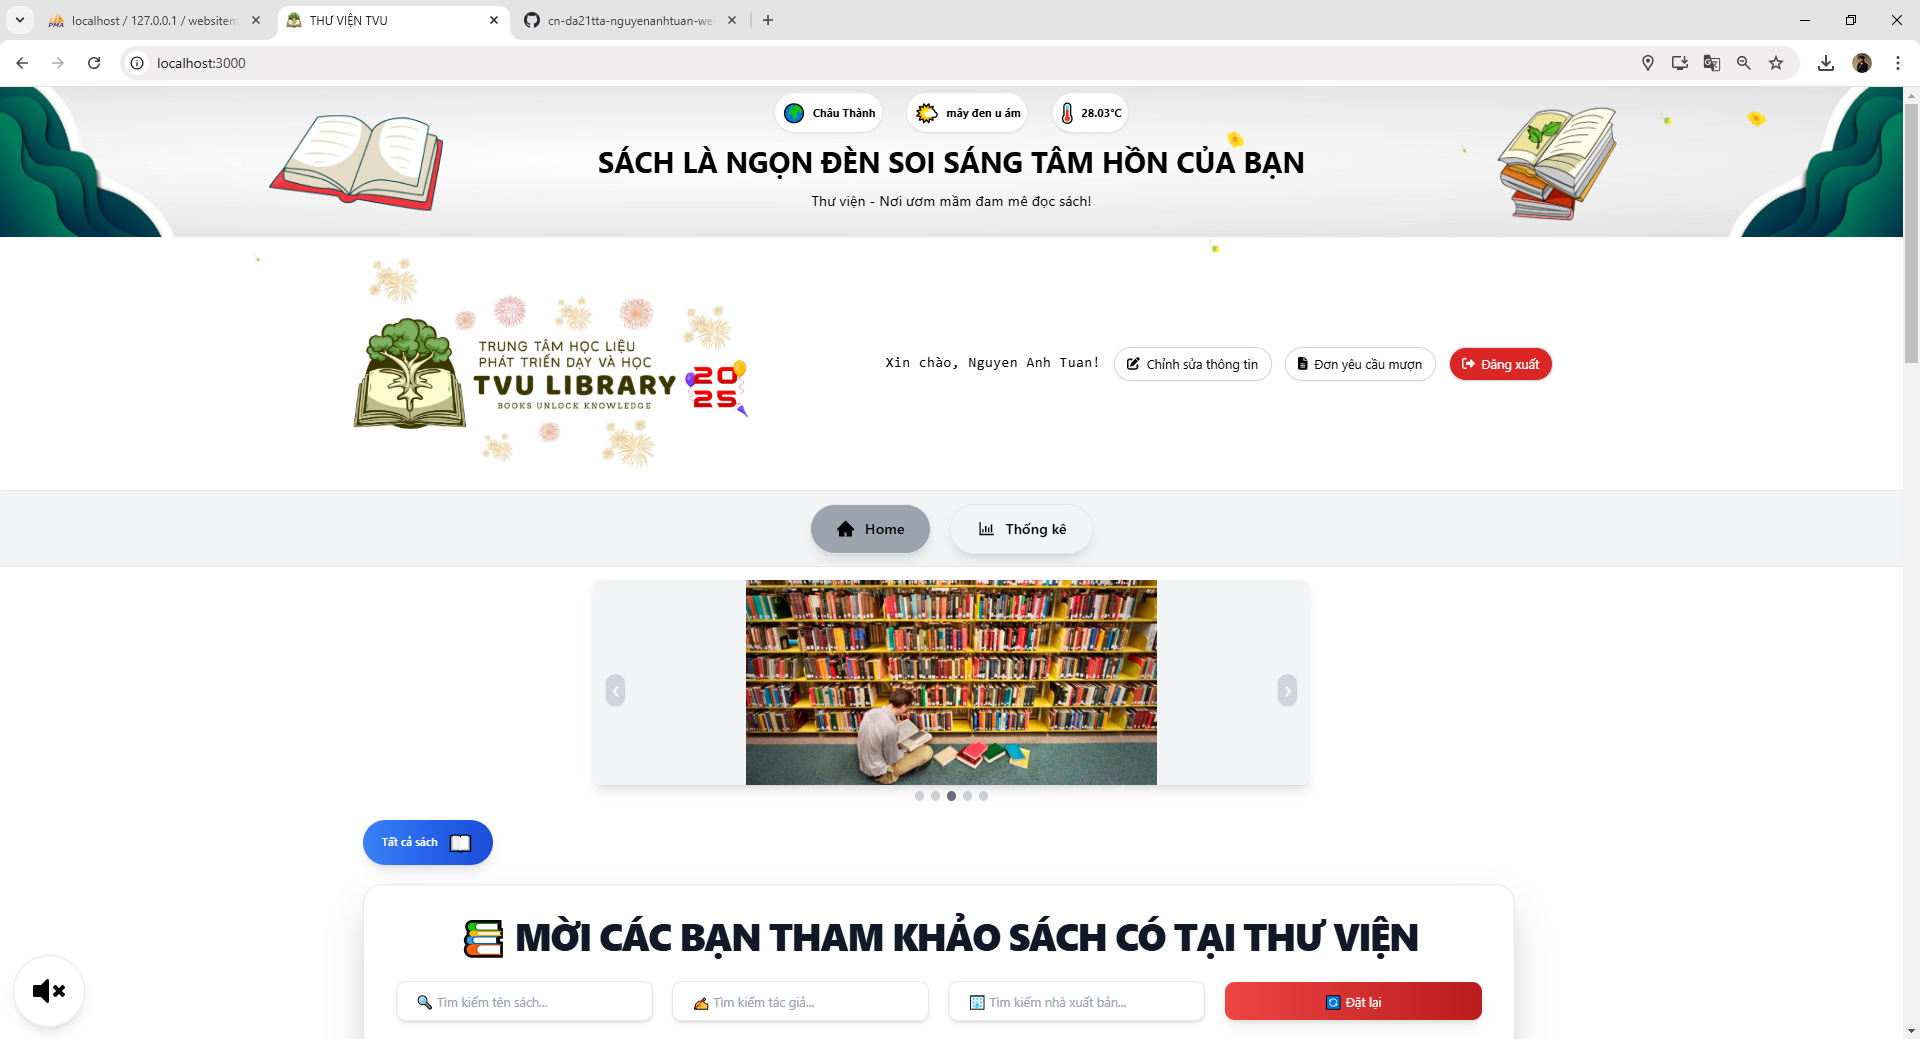 localhost / 127.0.0.1 / websitem
THƯ VIỆN TVU
cn-da21tta-nguyenanhtuan-we
localhost:3000
Châu Thành
mây đen u ám
28.03°C
SÁCH LÀ NGỌN ĐÈN SOI SÁNG TÂM HỒN CỦA BẠN
Thư viện - Nơi ươm mầm đam mê đọc sách!
TRUNG TÂM HỌC LIỆU
PHÁT TRIỂN DẠY VÀ HỌC
TVU LIBRARY
BOOKS UNLOCK KNOWLEDGE
20
25
Xin chào, Nguyen Anh Tuan!
Chỉnh sửa thông tin
Đơn yêu cầu mượn
Đăng xuất
Home
Thống kê
Tất cả sách
MỜI CÁC BẠN THAM KHẢO SÁCH CÓ TẠI THƯ VIỆN
Tìm kiếm tên sách...
Tìm kiếm tác giả...
Tìm kiếm nhà xuất bản...
Đặt lại